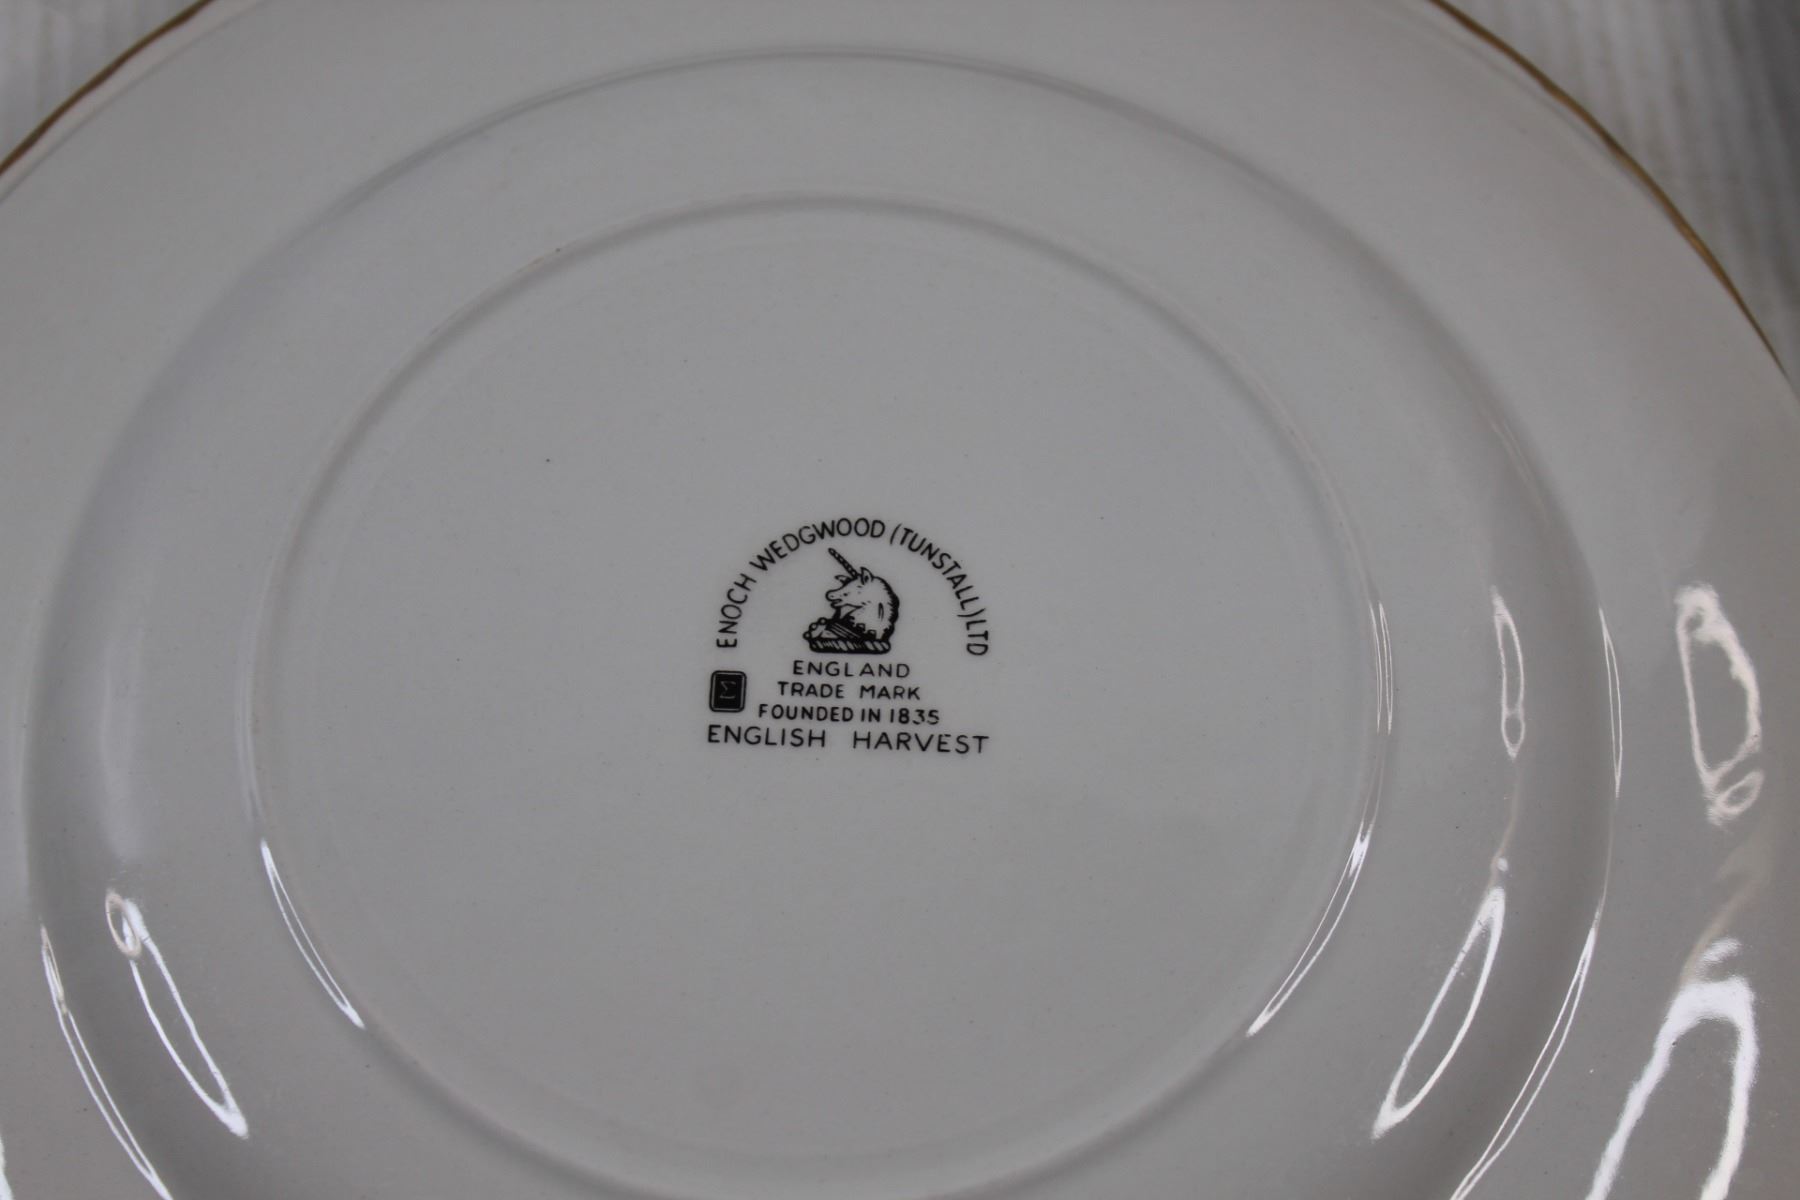 ENOCH WEDGWOOD (TUNSTALL) LTD
ENGLAND
Σ TRADE MARK
FOUNDED IN 1835
ENGLISH HARVEST